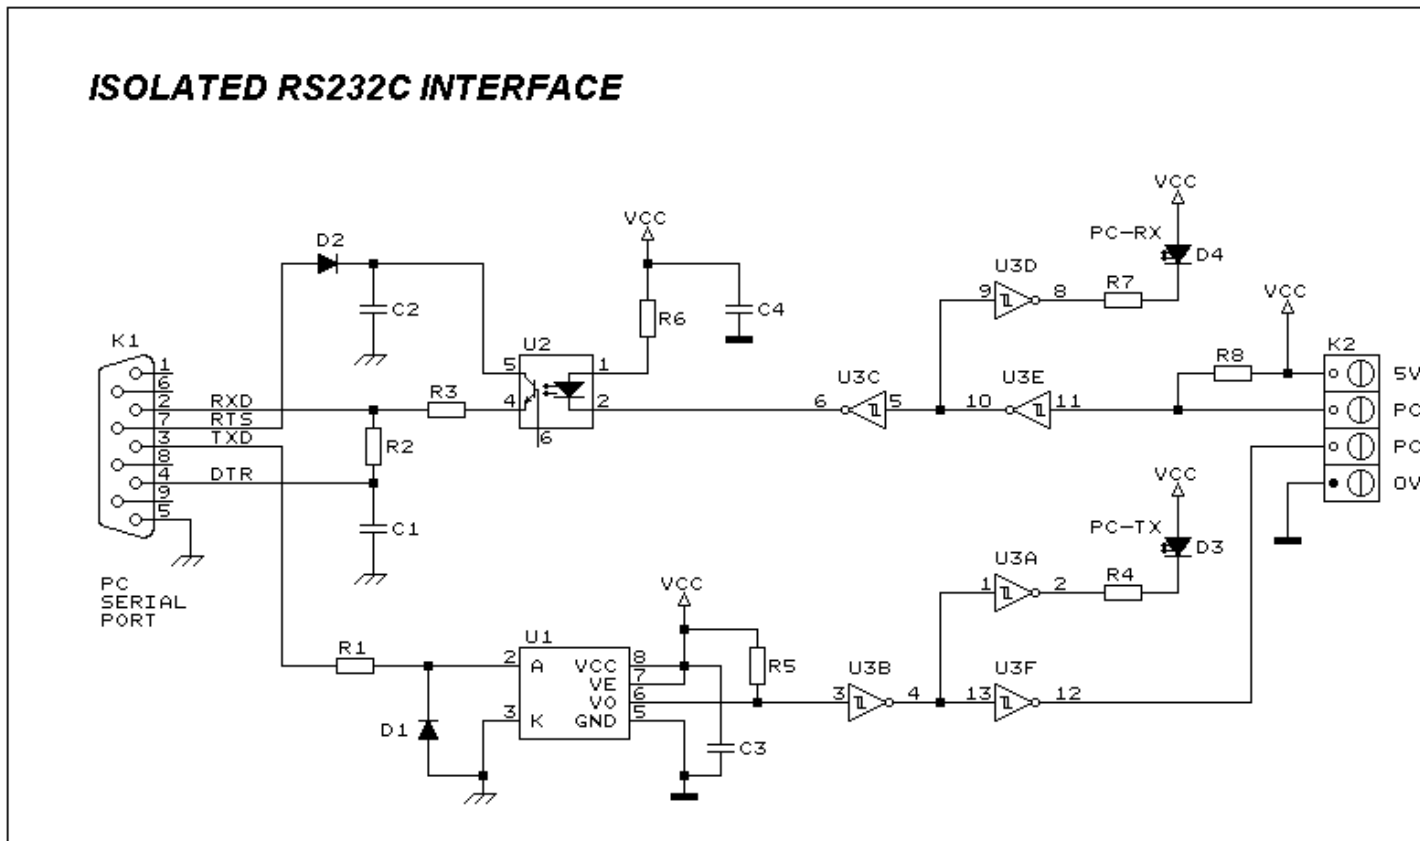 ISOLATED RS232C INTERFACE
VCC
PC-RX
D4
VCC
D2
U3D
9
8
R7
VCC
C2
R6
C4
K1
U2
R8
K2
1
6
2
7
3
8
4
9
5
RXD
RTS
TXD
DTR
R3
5
4
1
2
6
U3C
6
5
U3E
10
11
5V
PC
PC
0V
R2
C1
VCC
PC-TX
D3
U3A
1
2
R4
PC
SERIAL
PORT
VCC
R1
U1
2
A
VCC
8
VE
7
VO
6
3
K
GND
5
R5
U3B
3
4
U3F
13
12
D1
C3